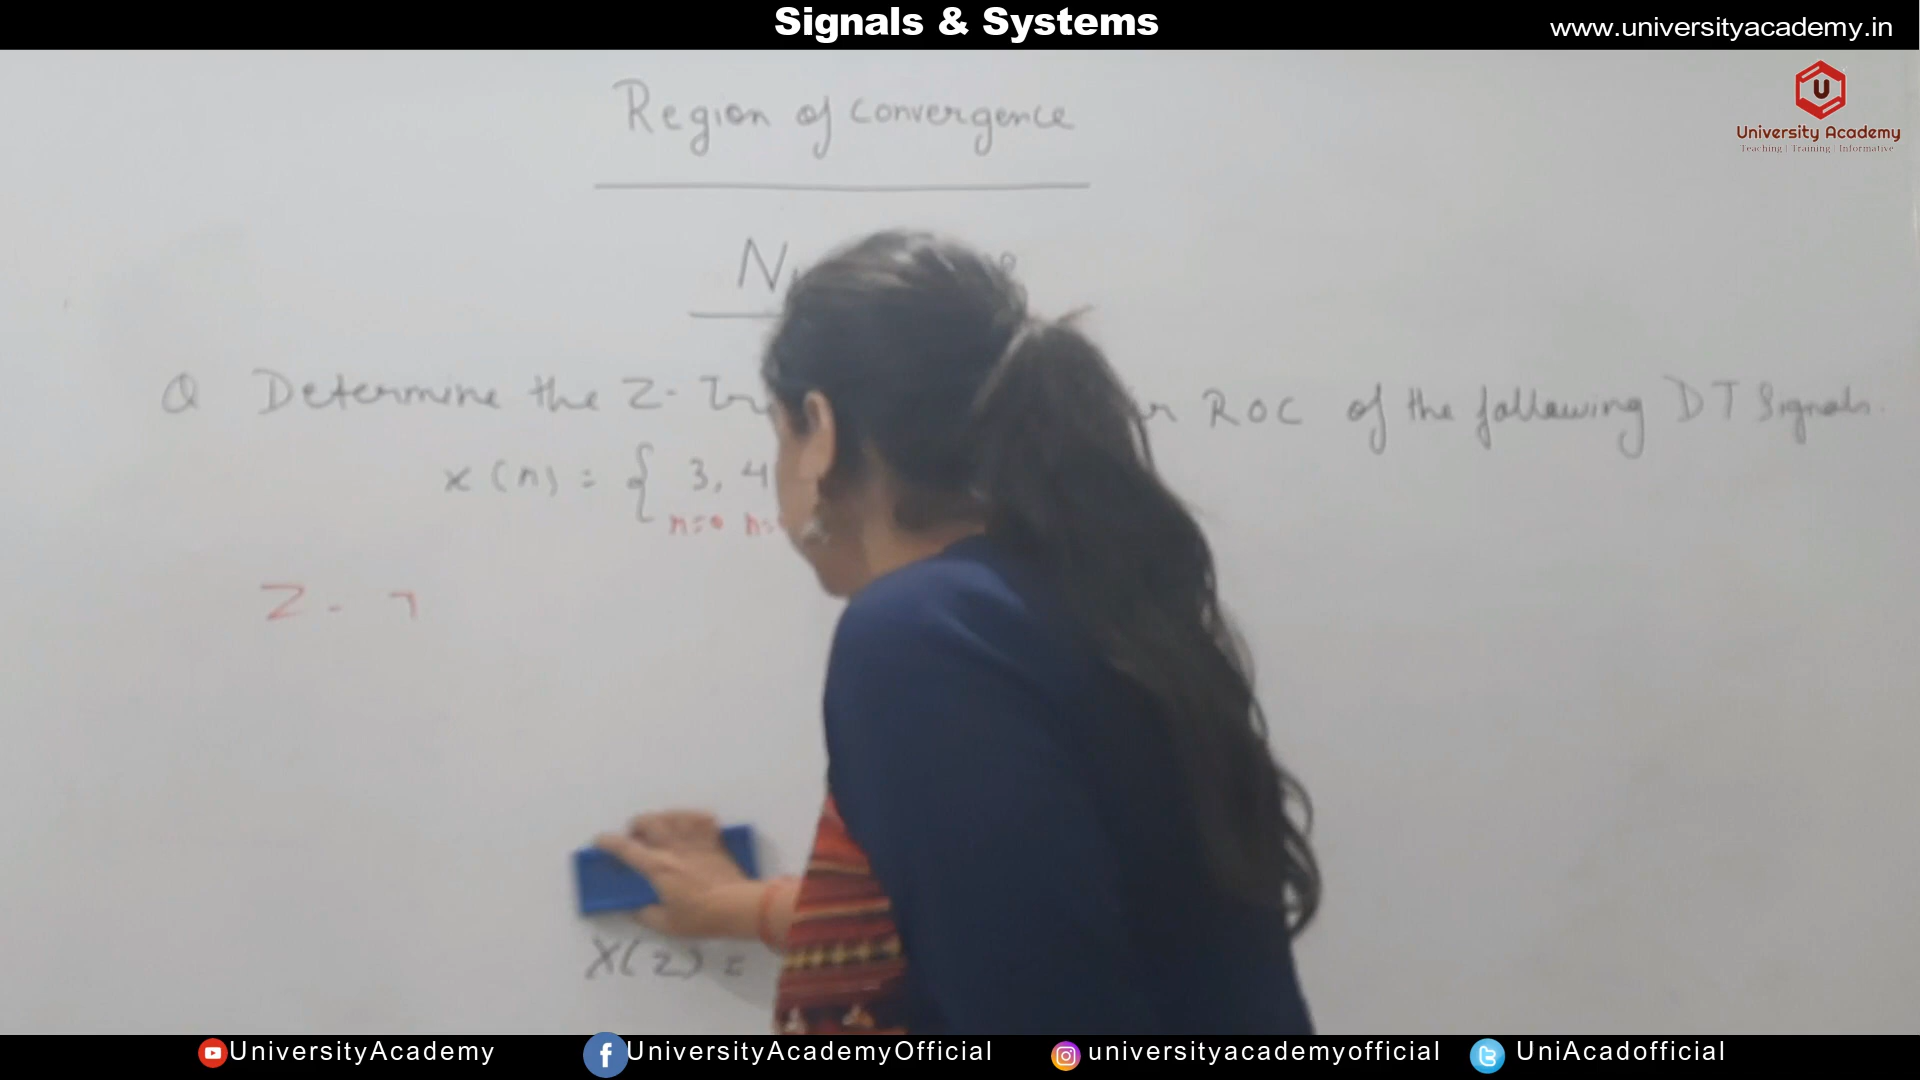 Signals & Systems
www.universityacademy.in
U
University Academy
Teaching | Training | Informative
Region of Convergence
Q Determine the Z- ROC of the following DT Signals.
x(n) = { 3, 4
n=0 n=
Z -
X(z) =
UniversityAcademy
UniversityAcademyOfficial
universityacademyofficial
UniAcadofficial